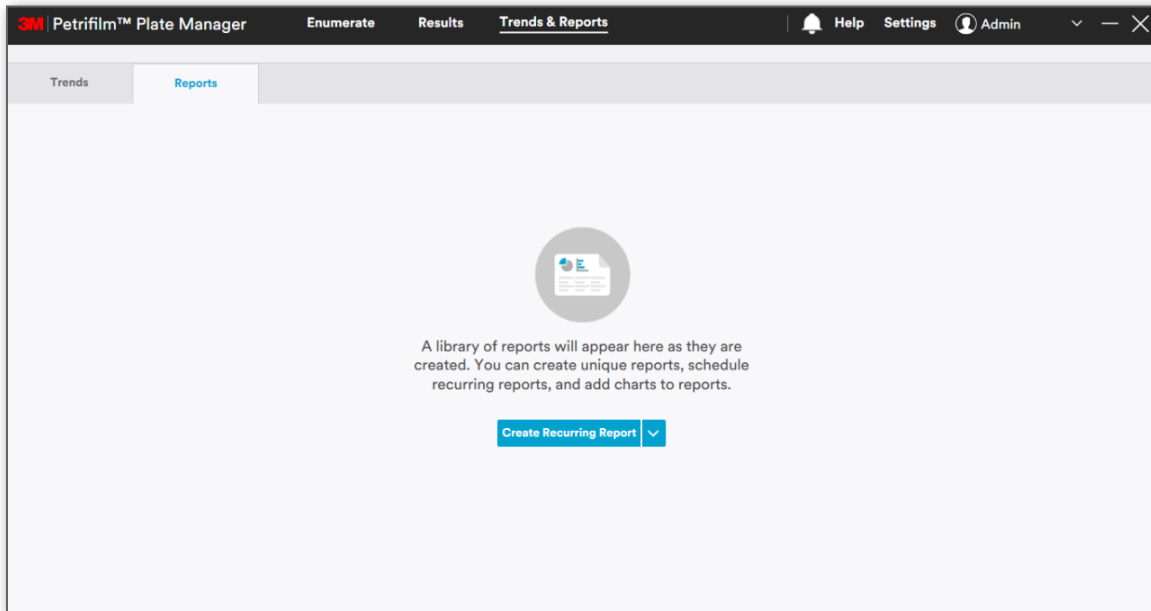 3M Petrifilm™ Plate Manager Enumerate Results Trends & Reports Help Settings Admin
Trends Reports
A library of reports will appear here as they are
created. You can create unique reports, schedule
recurring reports, and add charts to reports.
Create Recurring Report